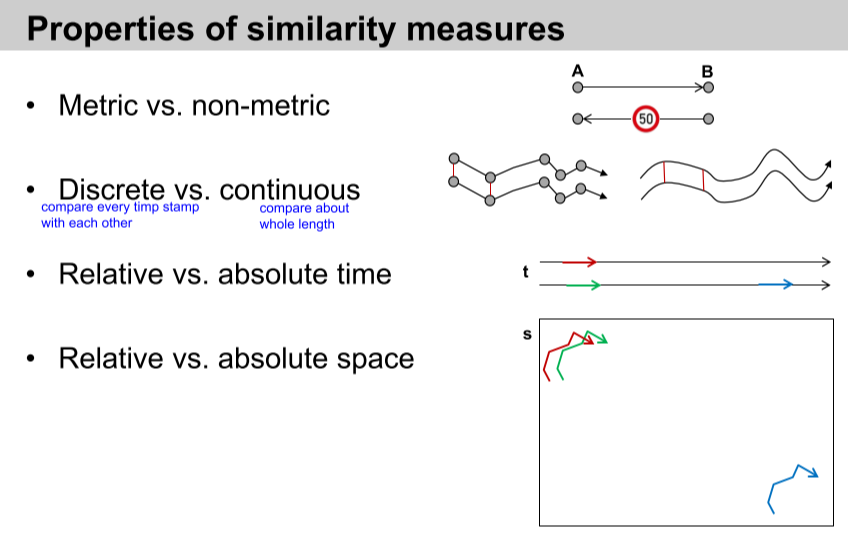 Properties of similarity measures
A
B
• Metric vs. non-metric
50
• Discrete vs. continuous
compare every timp stamp
with each other
compare about
whole length
• Relative vs. absolute time
t
s
• Relative vs. absolute space